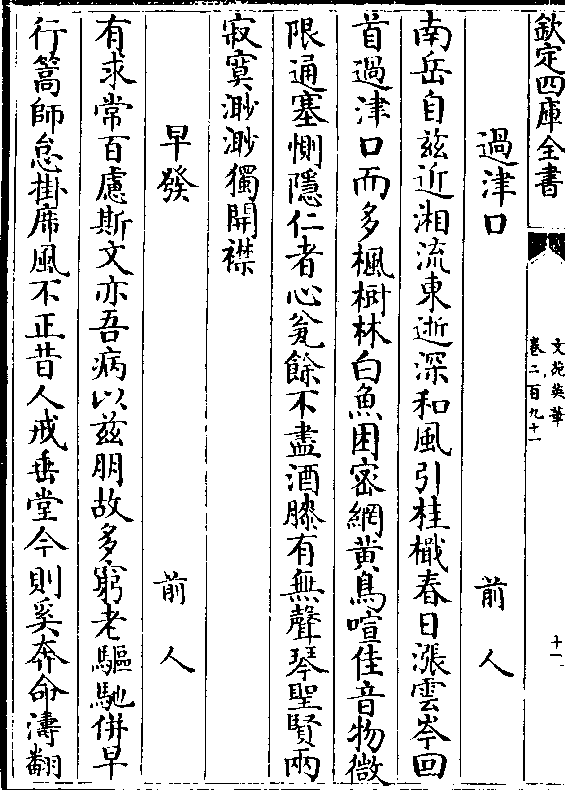 欽定四庫全書
文苑英華
卷二百九十一
十一
過津口
前人
南岳自兹近湘流東逝深和風引桂檝春日漲雲岑回
首過津口而多楓樹林白魚困密網黄鳥喧佳音物微
限通塞惻隱仁者心瓮餘不盡酒膝有無聲琴聖賢兩
寂寞渺渺獨開襟
早發
前人
有求常百慮斯文亦吾病以兹朋故多窮老驅馳併早
行篙師怠掛席風不正昔人戒垂堂今則奚奔命濤翻